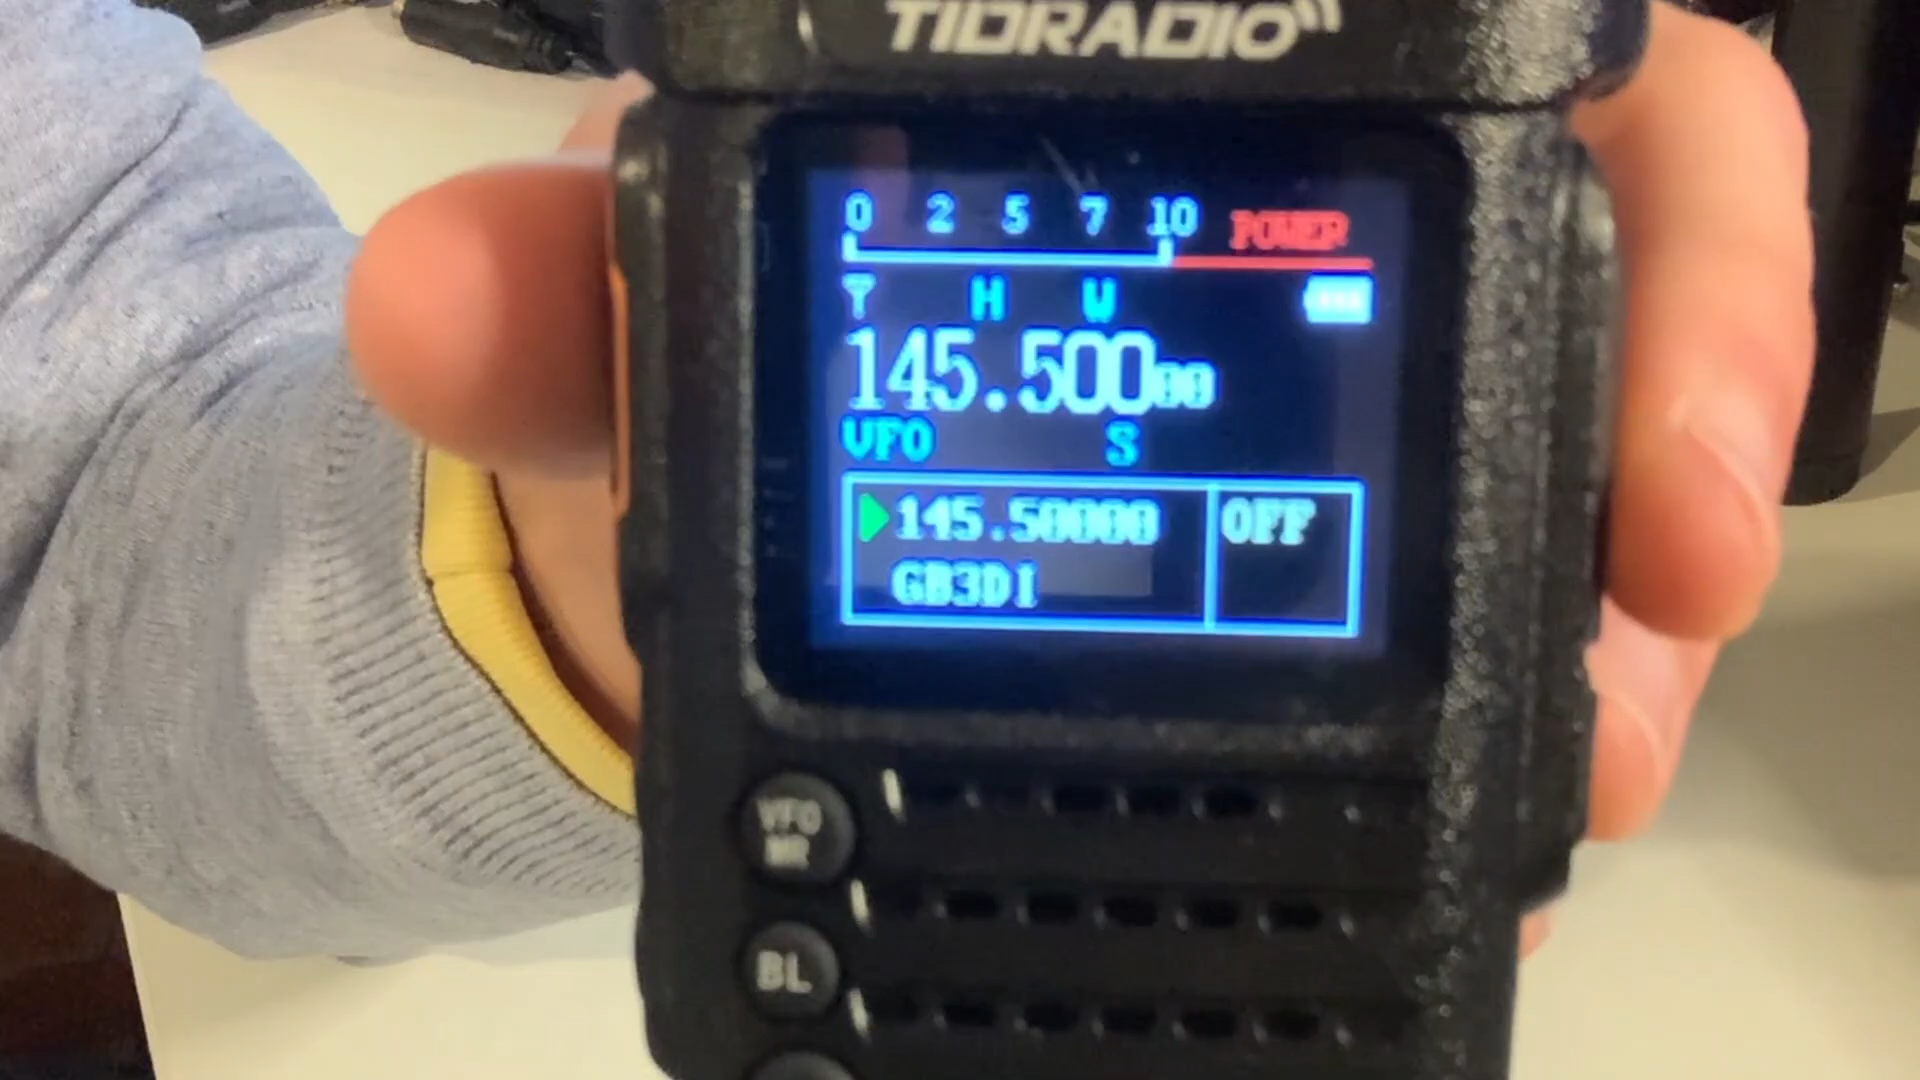 TIDRADIO
0 2 5 7 10 POWER
H W
145.50000
VFO S
145.50000 OFF
GB3DI
VFO
MR
BL